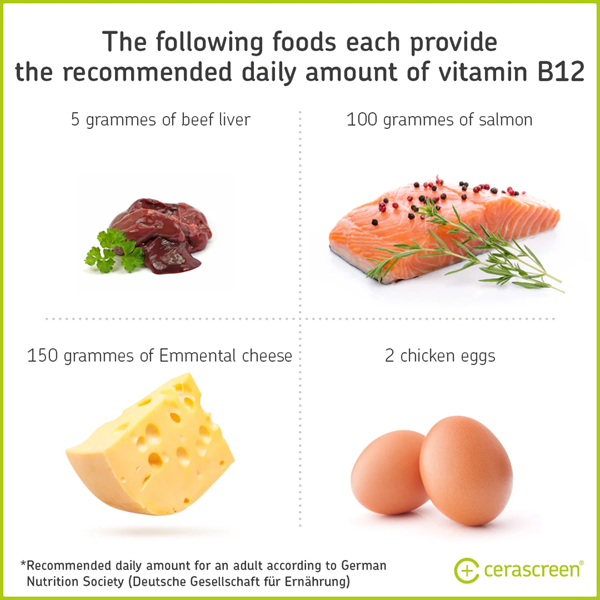 The following foods each provide
the recommended daily amount of vitamin B12
5 grammes of beef liver
100 grammes of salmon
150 grammes of Emmental cheese
2 chicken eggs
*Recommended daily amount for an adult according to German
Nutrition Society (Deutsche Gesellschaft für Ernährung)
cerascreen®